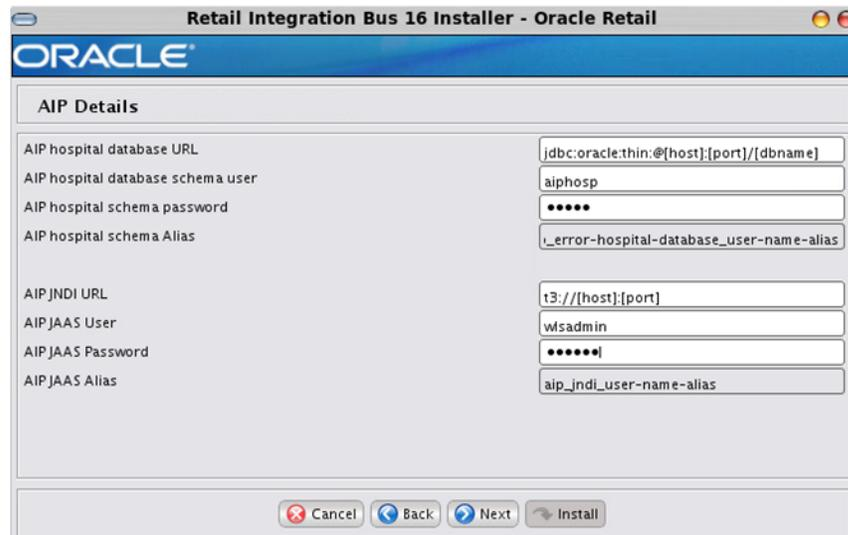 Retail Integration Bus 16 Installer - Oracle Retail
ORACLE®
AIP Details
AIP hospital database URL jdbc:oracle:thin:@[host]:[port]/[dbname]
AIP hospital database schema user aiphosp
AIP hospital schema password •••••
AIP hospital schema Alias _error-hospital-database_user-name-alias
AIP JNDI URL t3://[host]:[port]
AIP JAAS User wlsadmin
AIP JAAS Password ••••••
AIP JAAS Alias aip_jndi_user-name-alias
Cancel Back Next Install